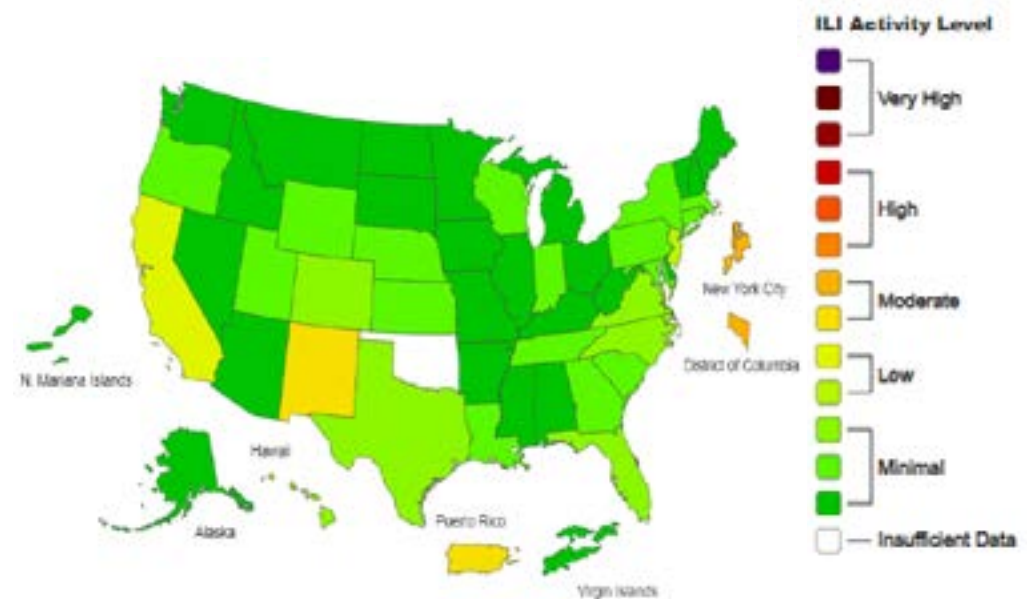 ILI Activity Level
Very High
High
New York City
Moderate
District of Columbia
N. Mariana Islands
Low
Hawaii
Minimal
Alaska
Puerto Rico
Insufficient Data
Virgin Islands